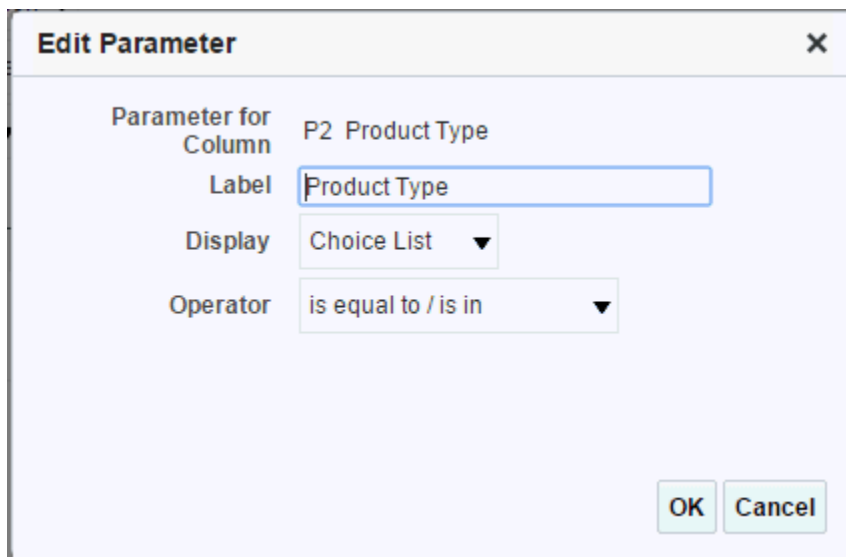 Edit Parameter
Parameter for
Column
P2 Product Type
Label
Product Type
Display
Choice List
Operator
is equal to / is in
OK
Cancel